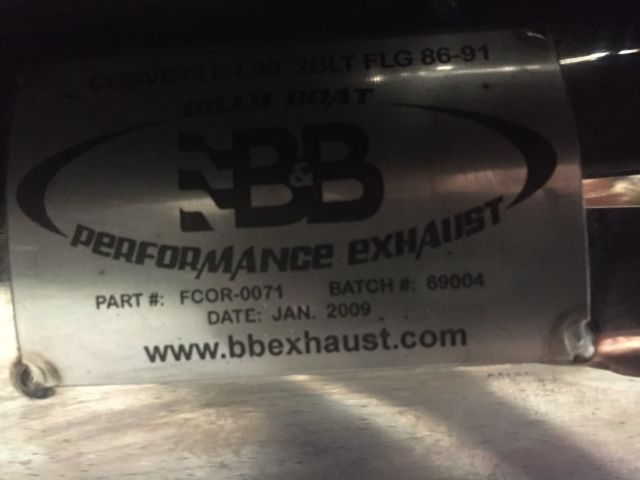 CORVETTE-L98 2BLT FLG 86-91
BILLY BOAT
B&B
PERFORMANCE EXHAUST
PART #: FCOR-0071 BATCH #: 69004
DATE: JAN. 2009
www.bbexhaust.com